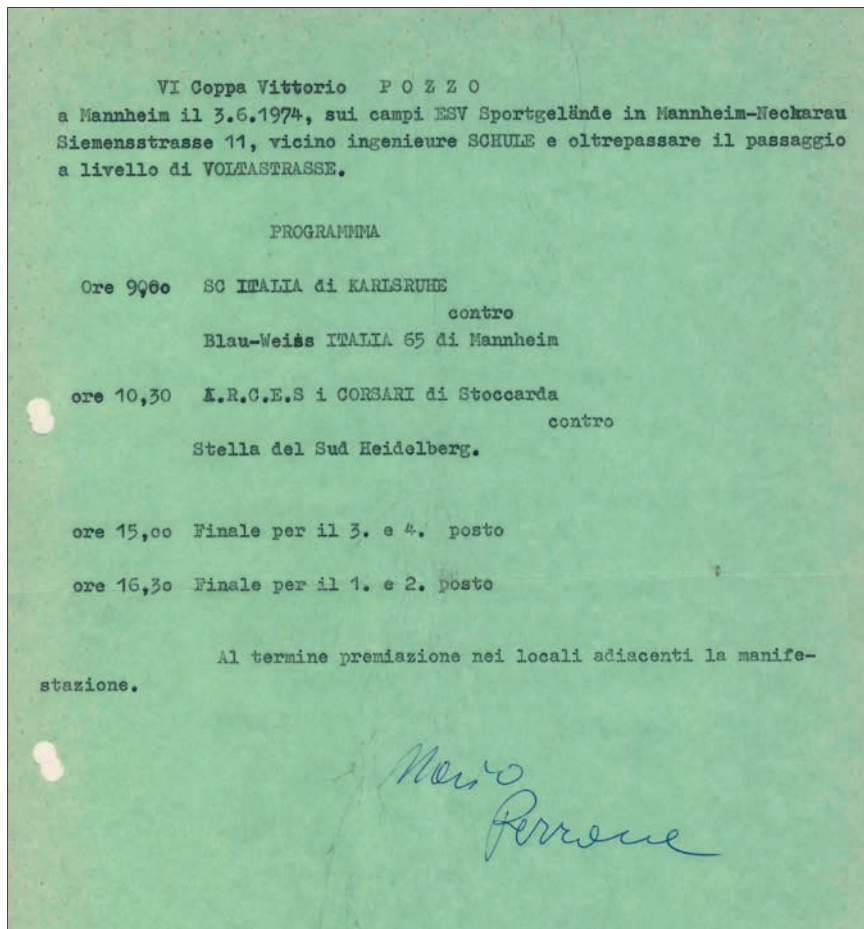 VI Coppa Vittorio P O Z Z O
a Mannheim il 3.6.1974, sui campi ESV Sportgelände in Mannheim-Neckarau
Siemensstrasse 11, vicino ingenieure SCHULE e oltrepassare il passaggio
a livello di VOLTASTRASSE.
PROGRAMMMA
Ore 9,00 SC ITALIA di KARLSRUHE
contro
Blau-Weiss ITALIA 65 di Mannheim
ore 10,30 A.R.C.E.S i CORSARI di Stoccarda
contro
Stella del Sud Heidelberg.
ore 15,oo Finale per il 3. e 4. posto
ore 16,3o Finale per il 1. e 2. posto
Al termine premiazione nei locali adiacenti la manife-
stazione.
Mario
Perrone